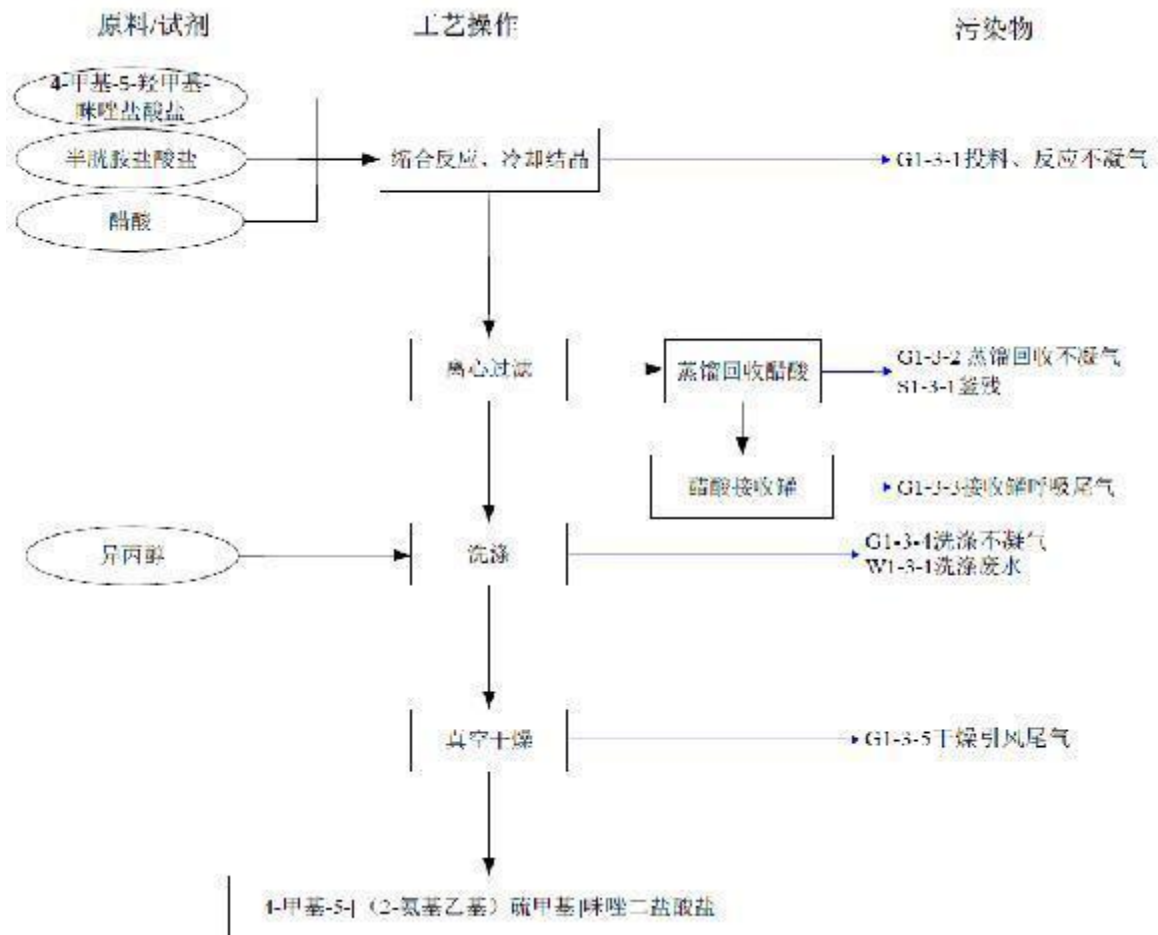 原料/试剂
工艺操作
污染物
4-甲基-5-羟甲基-
咪唑盐酸盐
半胱胺盐酸盐
醋酸
缩合反应、冷却结晶
G1-3-1投料、反应不凝气
离心过滤
蒸馏回收醋酸
G1-3-2 蒸馏回收不凝气
S1-3-1釜残
醋酸接收罐
G1-3-3接收罐呼吸尾气
异丙醇
洗涤
G1-3-4洗涤不凝气
W1-3-1洗涤废水
真空干燥
G1-3-5干燥引风尾气
4-甲基-5-[（2-氨基乙基）硫甲基]咪唑二盐酸盐